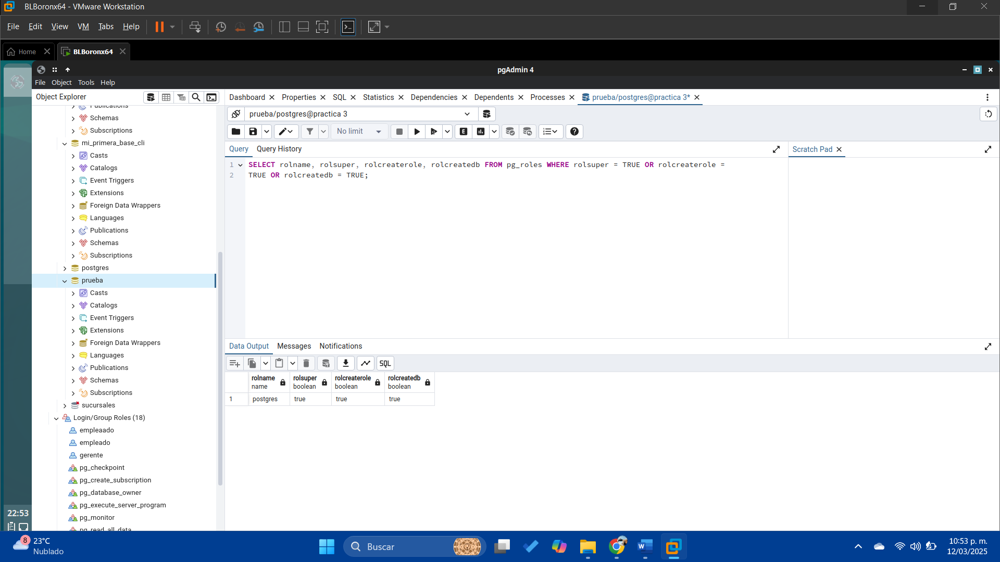 BLBoronx64 - VMware Workstation
File Edit View VM Tabs Help
Home
BLBoronx64
pgAdmin 4
File Object Tools Help
Object Explorer
Dashboard Properties SQL Statistics Dependencies Dependents Processes prueba/postgres@practica 3*
prueba/postgres@practica 3
No limit
Query Query History
Scratch Pad
1 SELECT rolname, rolsuper, rolcreaterole, rolcreatedb FROM pg_roles WHERE rolsuper = TRUE OR rolcreaterole =
2 TRUE OR rolcreatedb = TRUE;
Publications
Schemas
Subscriptions
mi_primera_base_cli
Casts
Catalogs
Event Triggers
Extensions
Foreign Data Wrappers
Languages
Publications
Schemas
Subscriptions
postgres
prueba
Casts
Catalogs
Event Triggers
Extensions
Foreign Data Wrappers
Languages
Publications
Schemas
Subscriptions
sucursales
Login/Group Roles (18)
empleaado
empleado
gerente
pg_checkpoint
pg_create_subscription
pg_database_owner
pg_execute_server_program
pg_monitor
pg_read_all_data
Data Output Messages Notifications
SQL
rolname rolsuper rolcreaterole rolcreatedb
name boolean boolean boolean
1 postgres true true true
22:53
8
23°C
Nublado
Buscar
10:53 p. m.
12/03/2025